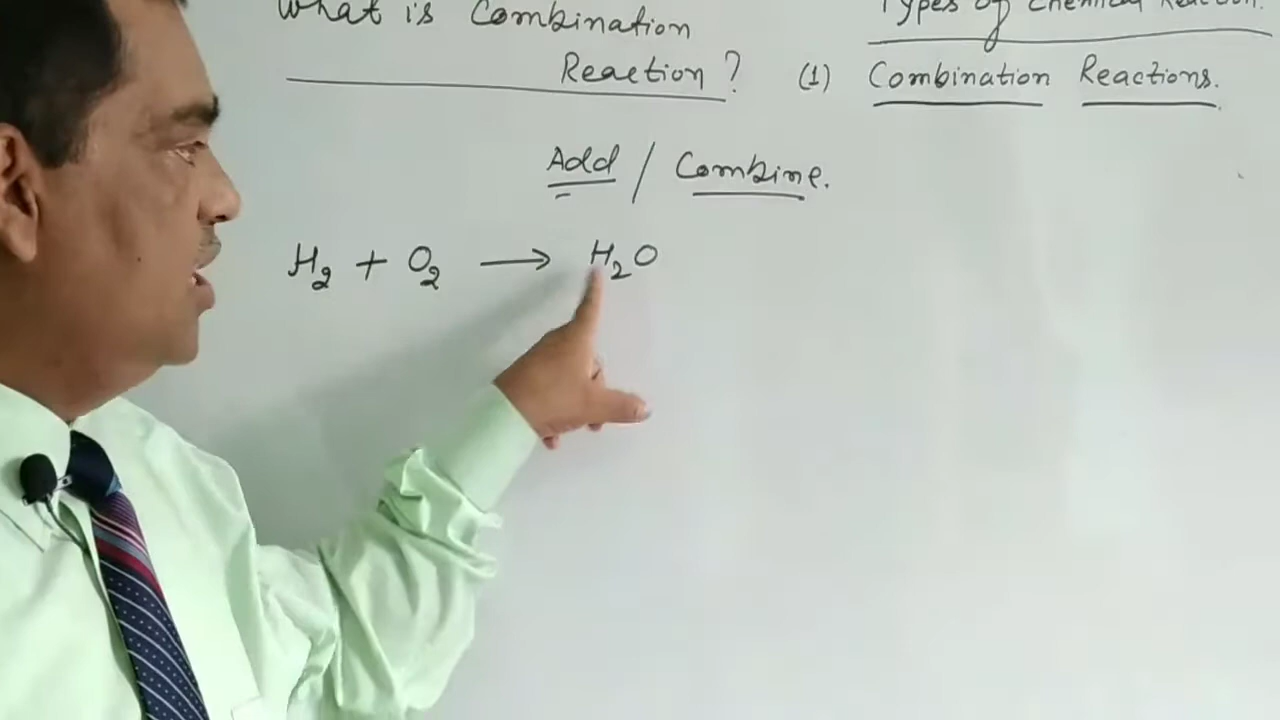 What is Combination
Reaction?
Types of Chemical Reaction.
(1) Combination Reactions.
Add / Combine.
H₂ + O₂ ⟶ H₂O